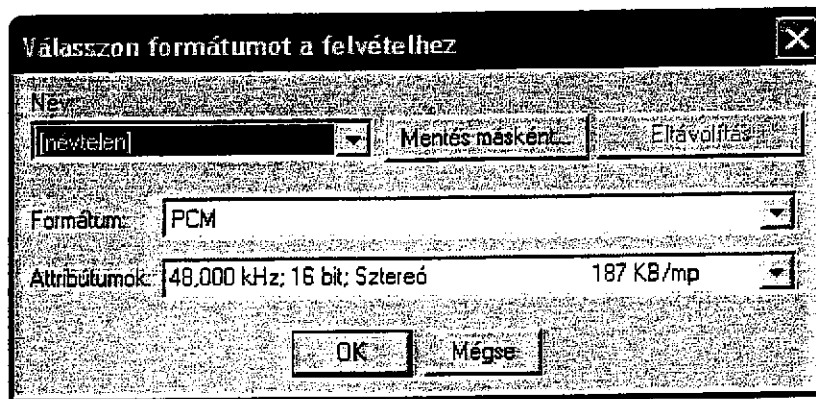 Válasszon formátumot a felvételhez
Név:
[névtelen] Mentés másként... Eltávolítás
Formátum: PCM
Attribútumok: 48,000 kHz; 16 bit; Sztereó 187 KB/mp
OK Mégse